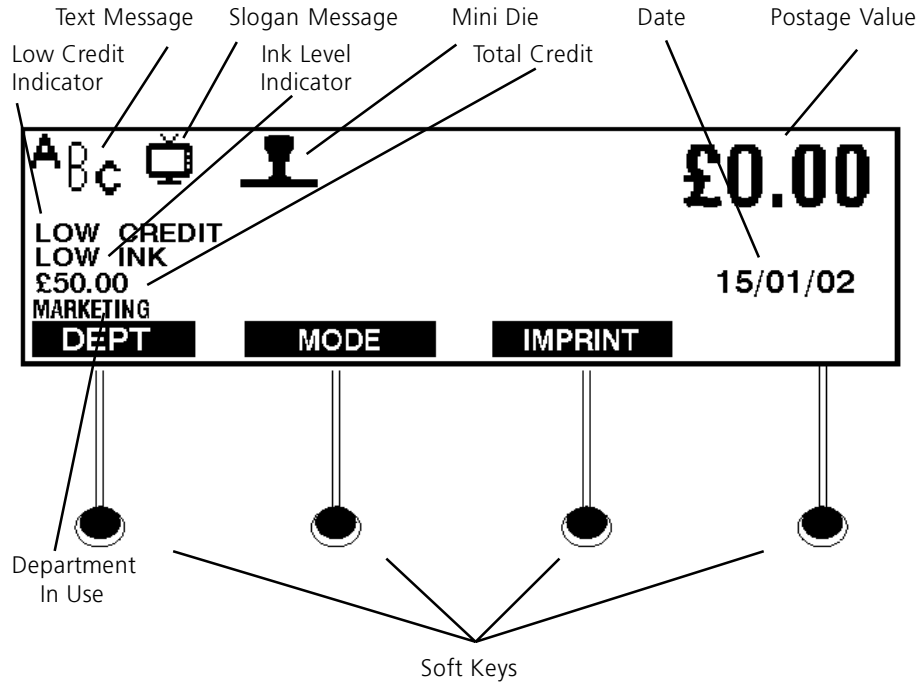 Text Message Slogan Message Mini Die Date Postage Value
Low Credit Indicator
Ink Level Indicator
Total Credit
A B C
£0.00
LOW CREDIT
LOW INK
£50.00 15/01/02
MARKETING
DEPT MODE IMPRINT
Department
In Use
Soft Keys